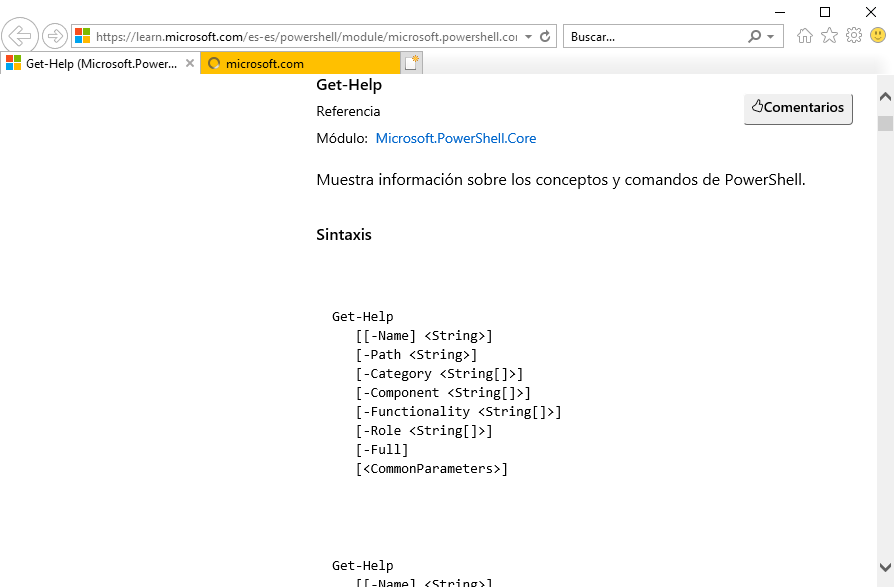 https://learn.microsoft.com/es-es/powershell/module/microsoft.powershell.co
Buscar...
Get-Help (Microsoft.Power...
microsoft.com
Get-Help
Referencia
Comentarios
Módulo: Microsoft.PowerShell.Core
Muestra información sobre los conceptos y comandos de PowerShell.
Sintaxis
Get-Help
[[-Name] <String>]
[-Path <String>]
[-Category <String[]>]
[-Component <String[]>]
[-Functionality <String[]>]
[-Role <String[]>]
[-Full]
[<CommonParameters>]
Get-Help
[[-Name] <String>]